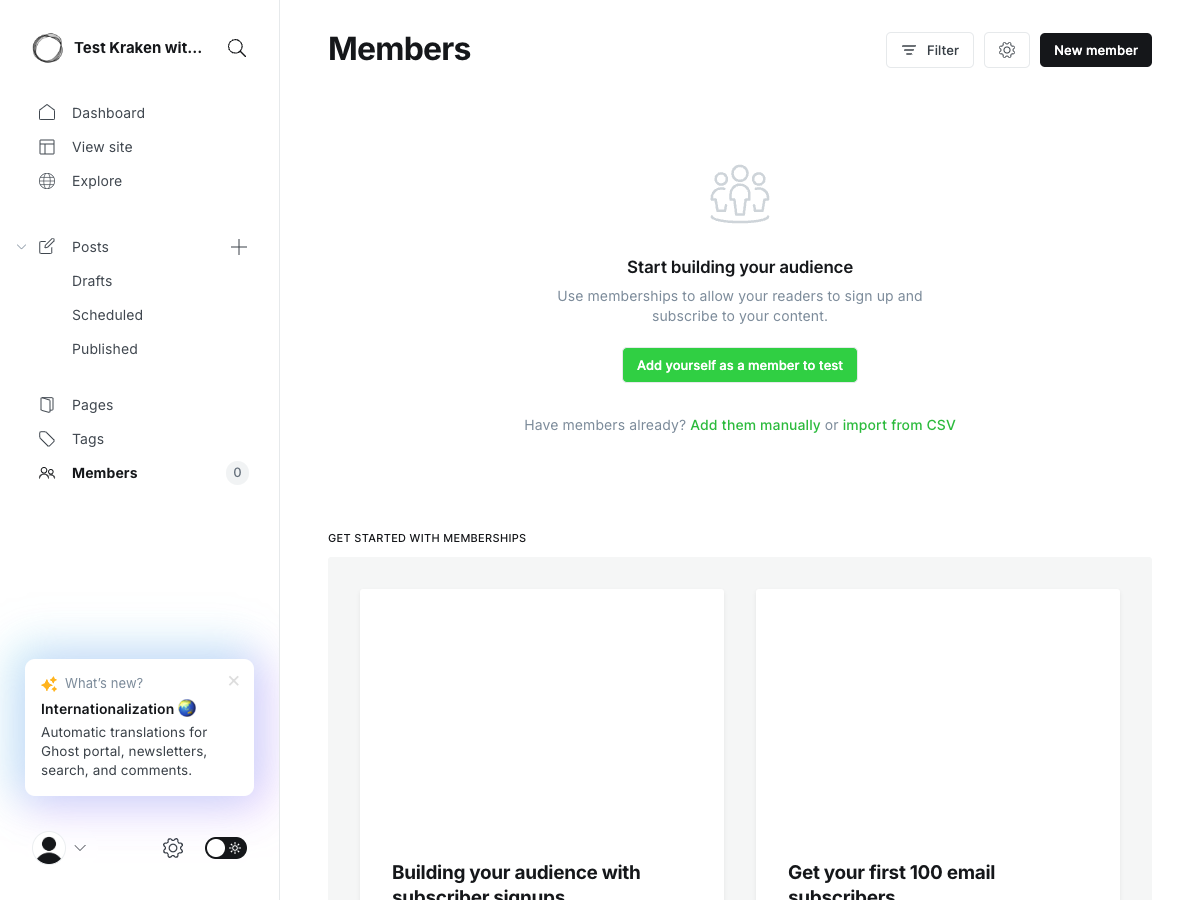 Test Kraken wit...
Dashboard
View site
Explore
Posts
Drafts
Scheduled
Published
Pages
Tags
Members
0
What's new?
Internationalization
Automatic translations for
Ghost portal, newsletters,
search, and comments.
Members
Filter
New member
Start building your audience
Use memberships to allow your readers to sign up and
subscribe to your content.
Add yourself as a member to test
Have members already? Add them manually or import from CSV
GET STARTED WITH MEMBERSHIPS
Building your audience with
subscriber signups
Get your first 100 email
subscribers